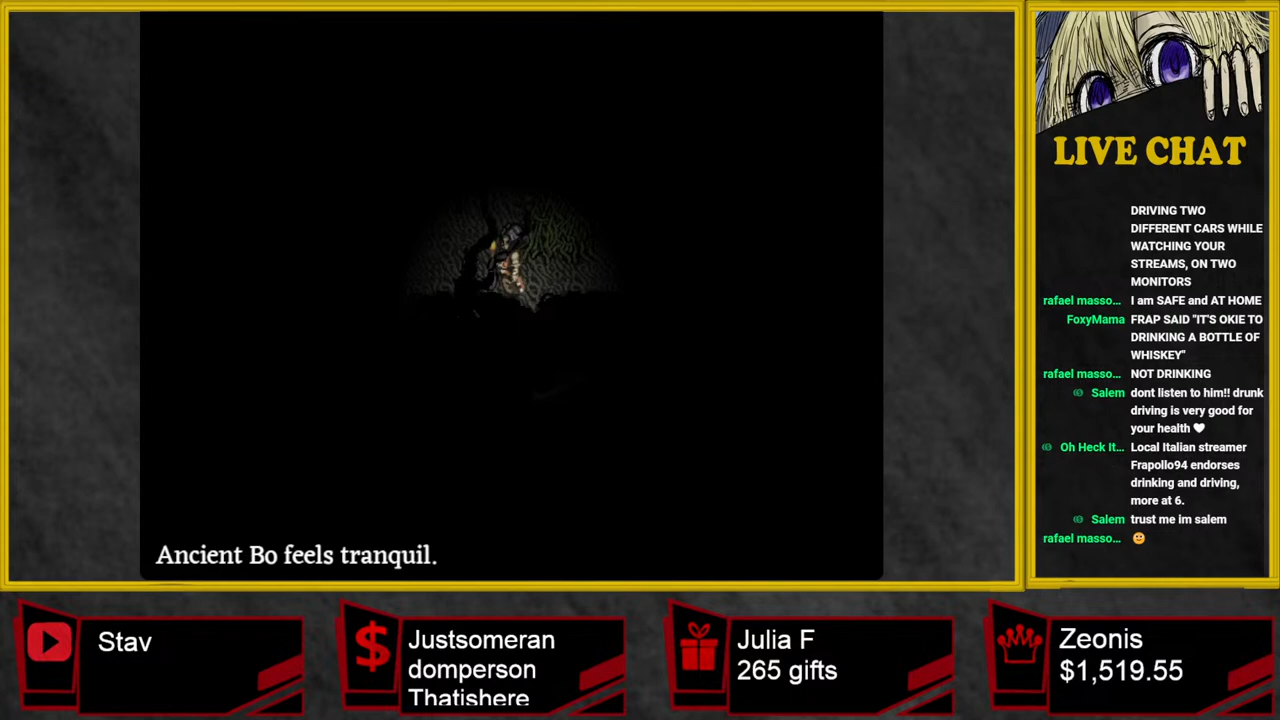 LIVE CHAT
DRIVING TWO
DIFFERENT CARS WHILE
WATCHING YOUR
STREAMS, ON TWO
MONITORS
rafael masso... I am SAFE and AT HOME
FoxyMama FRAP SAID "IT'S OKIE TO
DRINKING A BOTTLE OF
WHISKEY"
rafael masso... NOT DRINKING
Salem dont listen to him!! drunk
driving is very good for
your health
Oh Heck It... Local Italian streamer
Frapollo94 endorses
drinking and driving,
more at 6.
Salem trust me im salem
rafael masso...
Ancient Bo feels tranquil.
Stav
Justsomeran
domperson
Thatishere
Julia F
265 gifts
Zeonis
$1,519.55